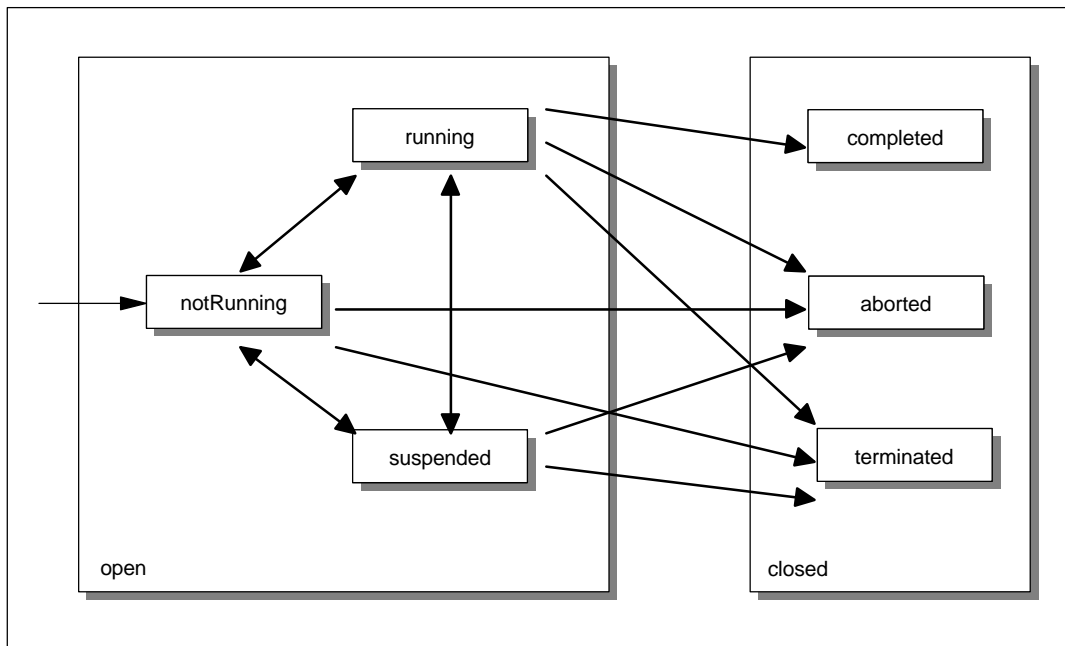 running
completed
notRunning
aborted
suspended
terminated
open
closed